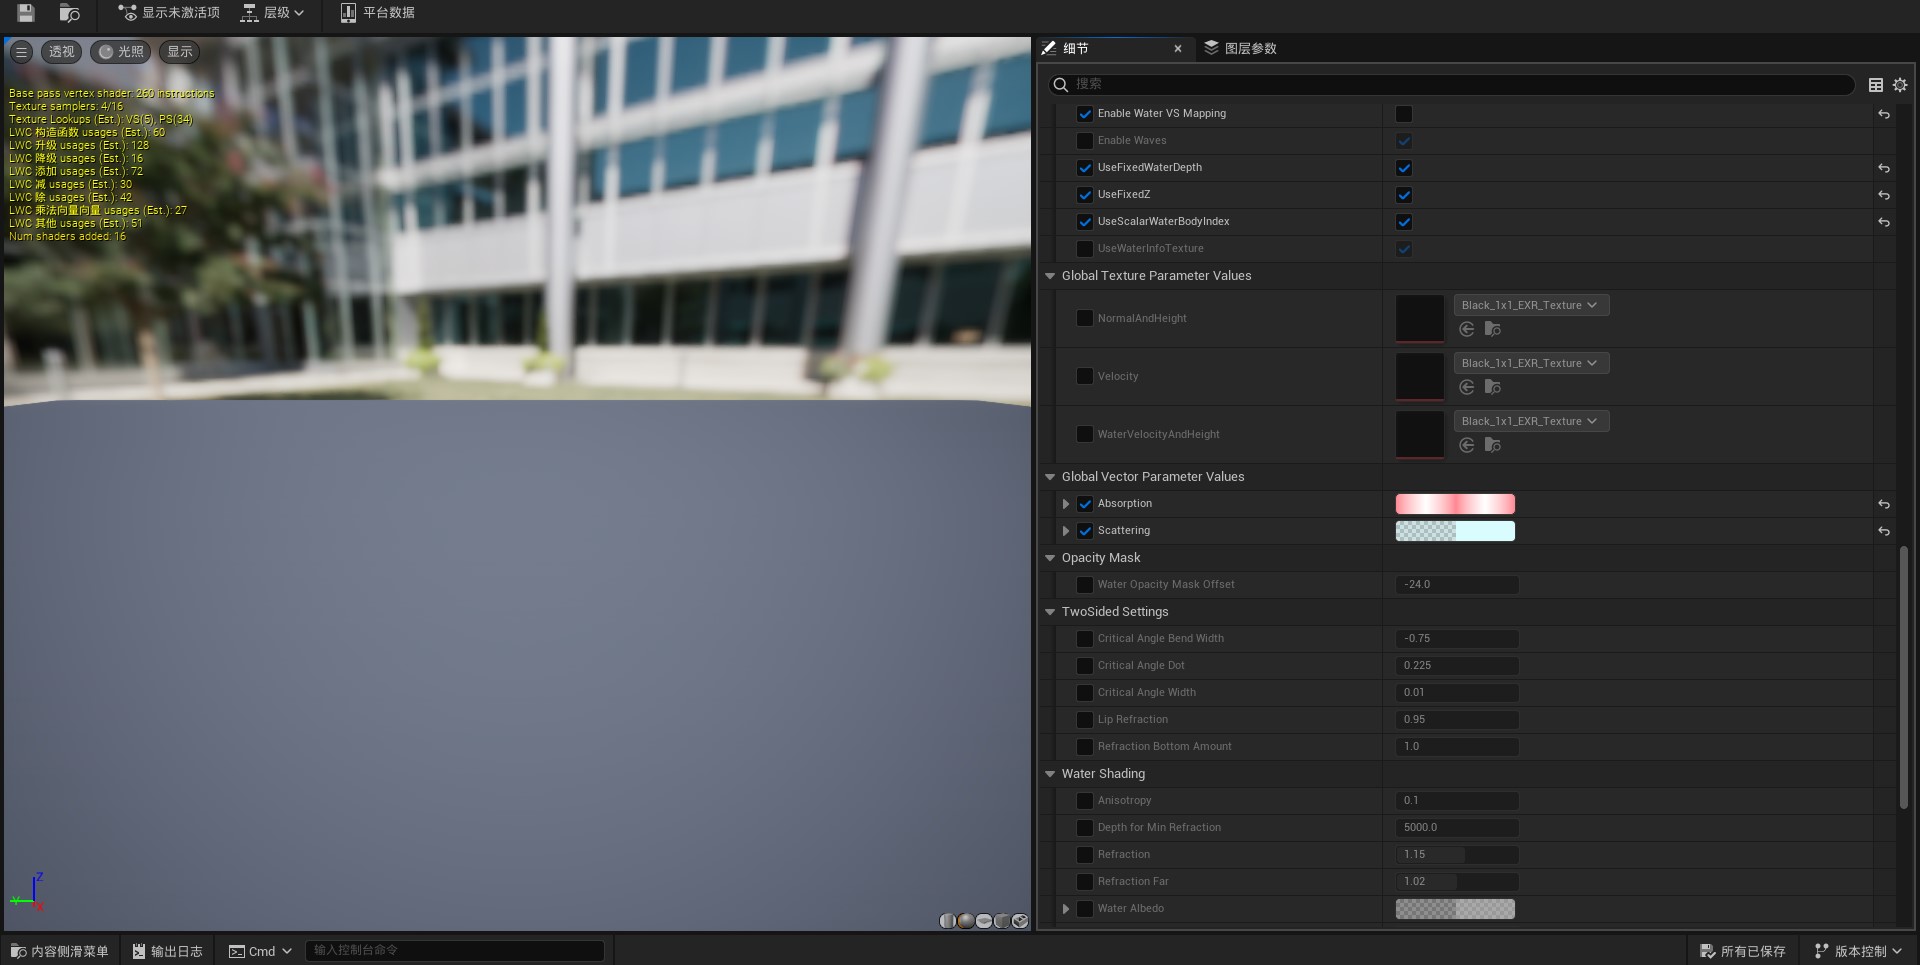 显示未激活项
层级
平台数据
透视
光照
显示
Base pass vertex shader: 260 instructions
Texture samplers: 4/16
Texture Lookups (Est.): VS(5), PS(34)
LWC 构造函数 usages (Est.): 60
LWC 升级 usages (Est.): 128
LWC 降级 usages (Est.): 16
LWC 添加 usages (Est.): 72
LWC 减 usages (Est.): 30
LWC 除 usages (Est.): 42
LWC 乘法向量向量 usages (Est.): 27
LWC 其他 usages (Est.): 51
Num shaders added: 16
Z
Y
X
细节
图层参数
搜索
Enable Water VS Mapping
Enable Waves
UseFixedWaterDepth
UseFixedZ
UseScalarWaterBodyIndex
UseWaterInfoTexture
Global Texture Parameter Values
NormalAndHeight
Black_1x1_EXR_Texture
Velocity
Black_1x1_EXR_Texture
WaterVelocityAndHeight
Black_1x1_EXR_Texture
Global Vector Parameter Values
Absorption
Scattering
Opacity Mask
Water Opacity Mask Offset -24.0
TwoSided Settings
Critical Angle Bend Width -0.75
Critical Angle Dot 0.225
Critical Angle Width 0.01
Lip Refraction 0.95
Refraction Bottom Amount 1.0
Water Shading
Anisotropy 0.1
Depth for Min Refraction 5000.0
Refraction 1.15
Refraction Far 1.02
Water Albedo
内容侧滑菜单
输出日志
Cmd
输入控制台命令
所有已保存
版本控制